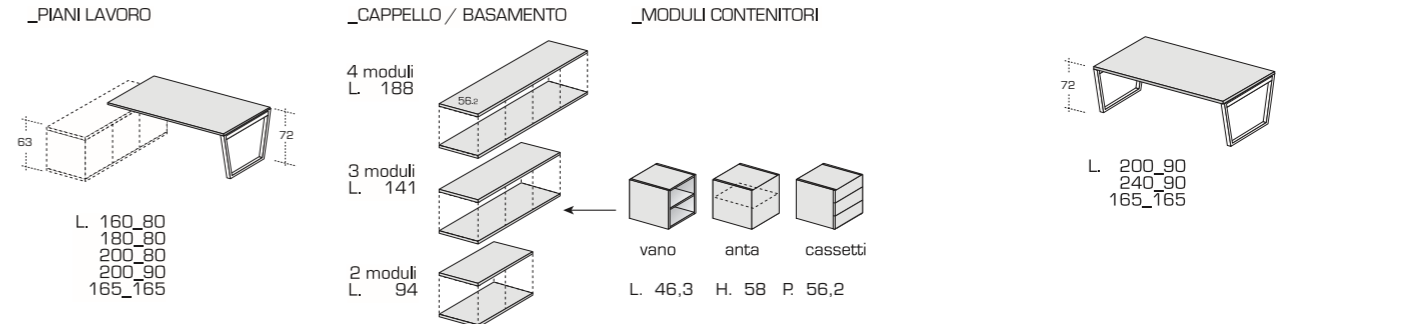 _PIANI LAVORO
63
72
L. 160_80
180_80
200_80
200_90
165_165
_CAPPELLO / BASAMENTO
4 moduli
L. 188
56.2
3 moduli
L. 141
2 moduli
L. 94
_MODULI CONTENITORI
vano anta cassetti
L. 46,3 H. 58 P. 56,2
72
L. 200_90
240_90
165_165